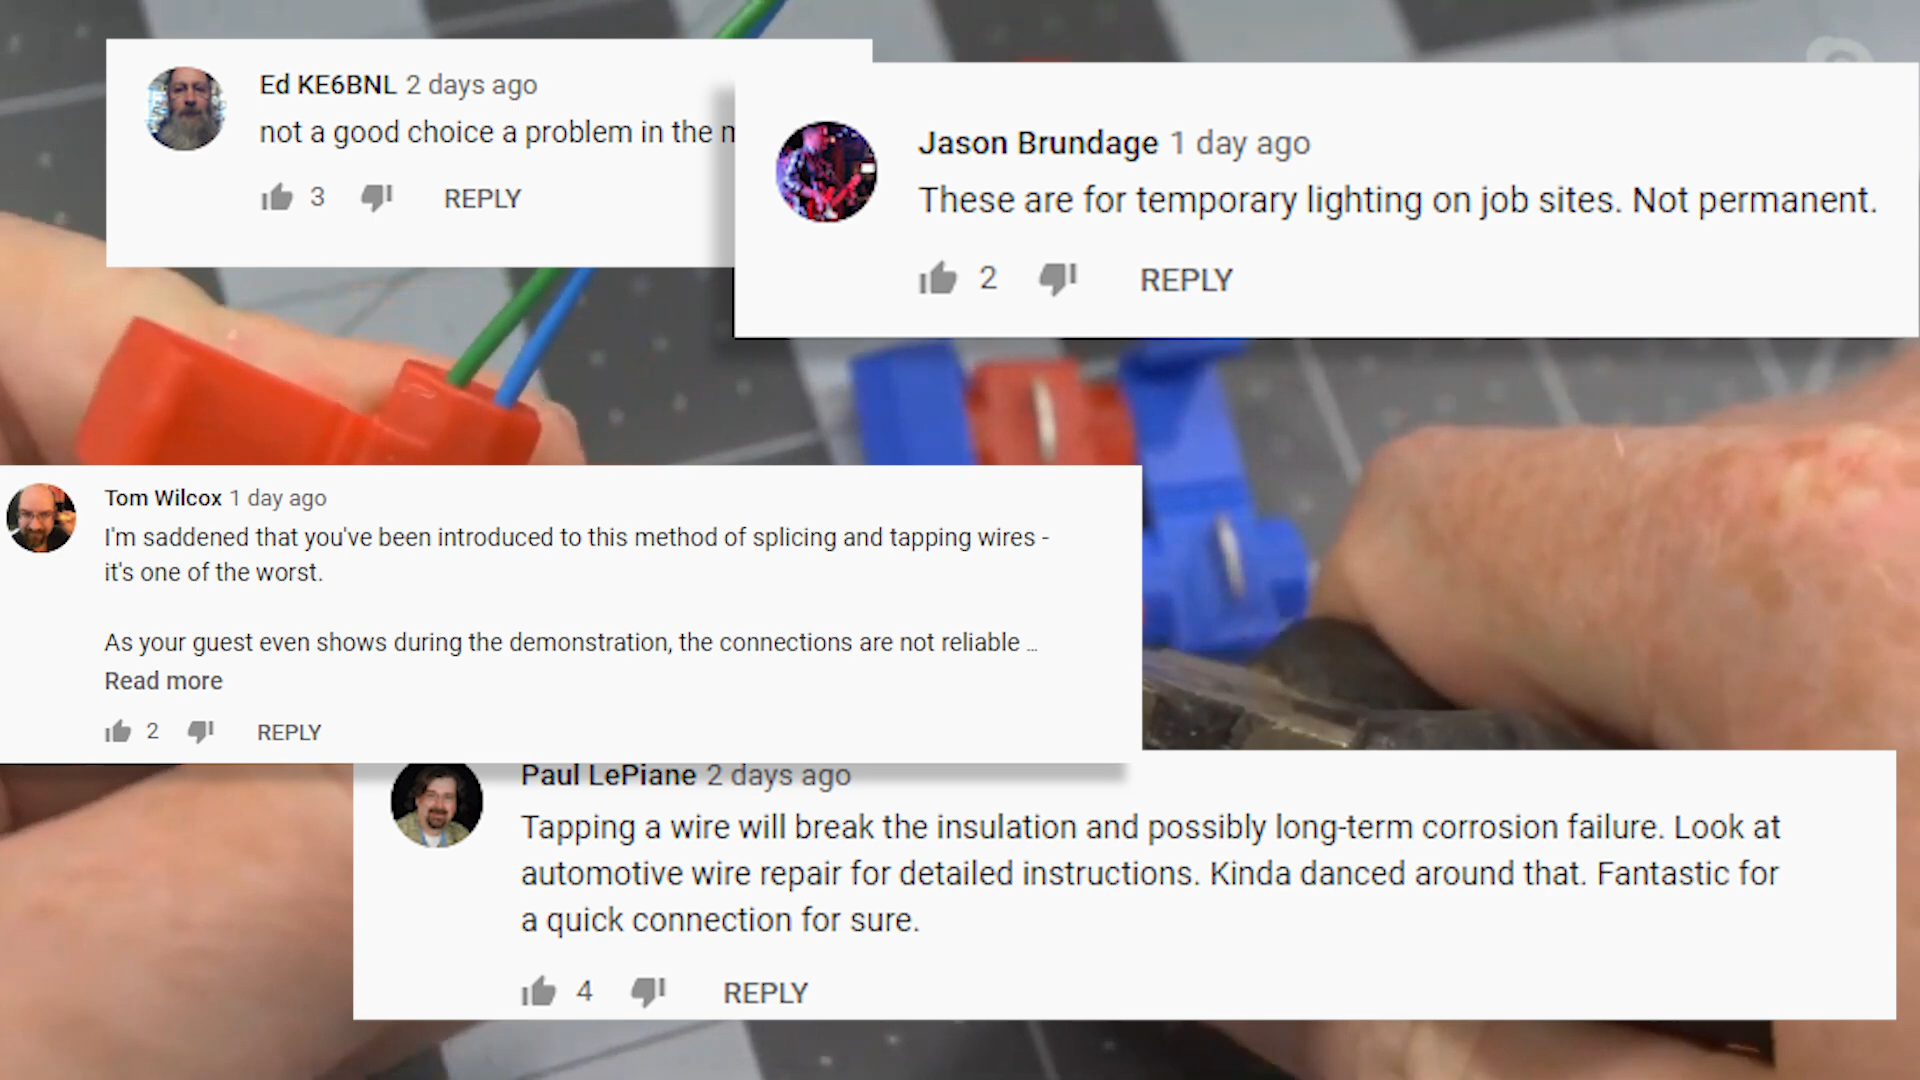 Ed KE6BNL 2 days ago
not a good choice a problem in the
3 REPLY
Jason Brundage 1 day ago
These are for temporary lighting on job sites. Not permanent.
2 REPLY
Tom Wilcox 1 day ago
I'm saddened that you've been introduced to this method of splicing and tapping wires -
it's one of the worst.
As your guest even shows during the demonstration, the connections are not reliable ...
Read more
2 REPLY
Paul LePiane 2 days ago
Tapping a wire will break the insulation and possibly long-term corrosion failure. Look at
automotive wire repair for detailed instructions. Kinda danced around that. Fantastic for
a quick connection for sure.
4 REPLY